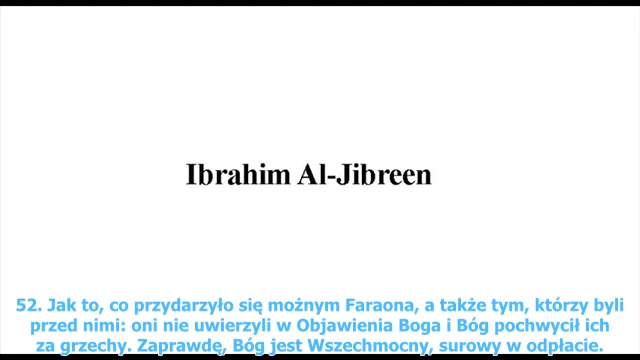 Ibrahim Al-Jibreen
52. Jak to, co przydarzyło się możnym Faraona, a także tym, którzy byli
przed nimi: oni nie uwierzyli w Objawienia Boga i Bóg pochwycił ich
za grzechy. Zaprawdę, Bóg jest Wszechmocny, surowy w odpłacie.